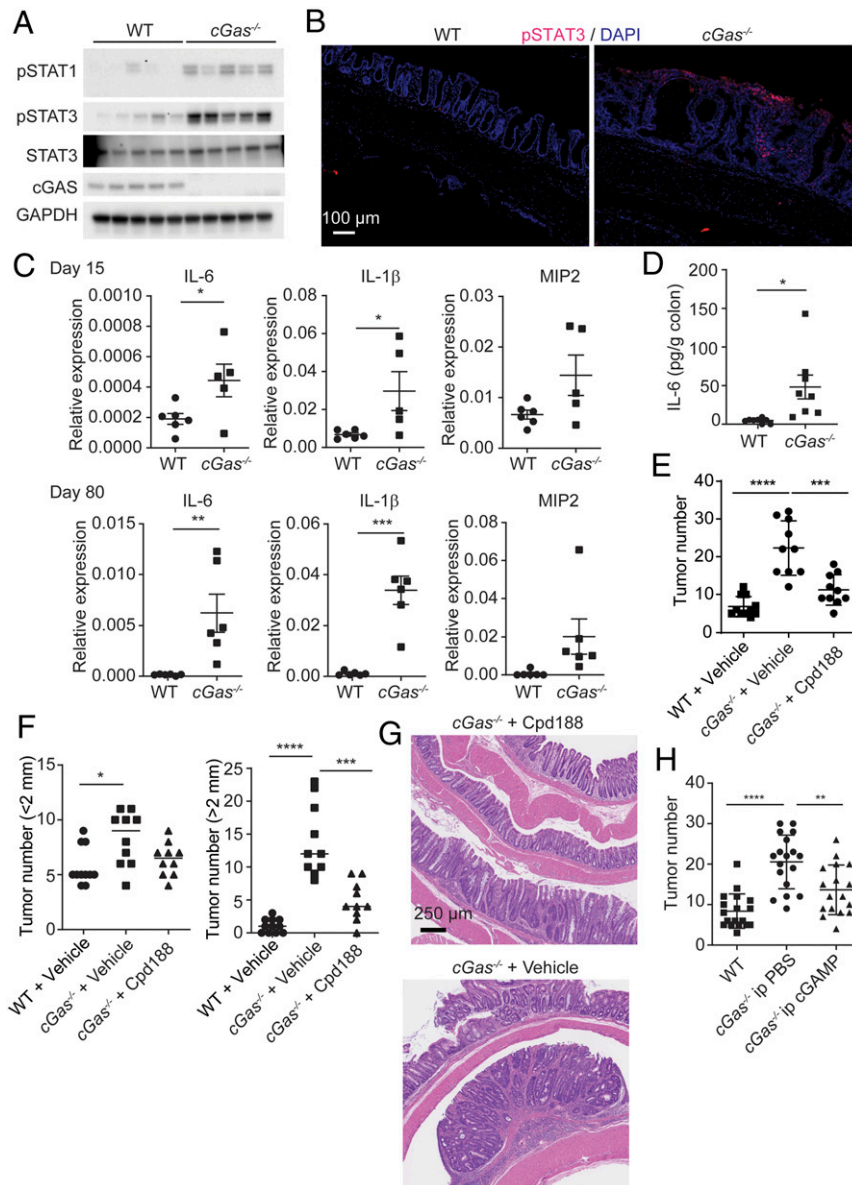 A
WT
cGas-/-
pSTAT1
pSTAT3
STAT3
cGAS
GAPDH
B
WT
pSTAT3 / DAPI
cGas-/-
100 μm
C
Day 15
IL-6
Relative expression
0.0010
0.0008
0.0006
0.0004
0.0002
0.0000
*
WT
cGas-/-
IL-1β
Relative expression
0.08
0.06
0.04
0.02
0.00
*
WT
cGas-/-
MIP2
Relative expression
0.03
0.02
0.01
0.00
WT
cGas-/-
Day 80
IL-6
Relative expression
0.015
0.010
0.005
0.000
**
WT
cGas-/-
IL-1β
Relative expression
0.06
0.04
0.02
0.00
***
WT
cGas-/-
MIP2
Relative expression
0.08
0.06
0.04
0.02
0.00
WT
cGas-/-
D
IL-6 (pg/g colon)
200
150
100
50
0
*
WT
cGas-/-
E
Tumor number
40
30
20
10
0
****
***
WT + Vehicle
cGas-/- + Vehicle
cGas-/- + Cpd188
F
Tumor number (<2 mm)
15
10
5
0
*
WT + Vehicle
cGas-/- + Vehicle
cGas-/- + Cpd188
Tumor number (>2 mm)
25
20
15
10
5
0
****
***
WT + Vehicle
cGas-/- + Vehicle
cGas-/- + Cpd188
G
cGas-/- + Cpd188
250 μm
cGas-/- + Vehicle
H
Tumor number
40
30
20
10
0
****
**
WT
cGas-/- ip PBS
cGas-/- ip cGAMP